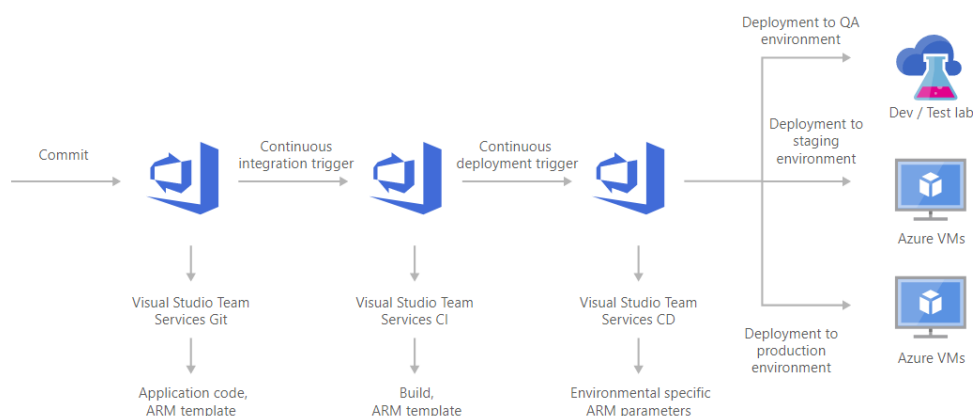 Commit
Continuous
integration trigger
Continuous
deployment trigger
Deployment to QA
environment
Dev / Test lab
Deployment to
staging
environment
Azure VMs
Deployment to
production
environment
Azure VMs
Visual Studio Team
Services Git
Visual Studio Team
Services CI
Visual Studio Team
Services CD
Application code,
ARM template
Build,
ARM template
Environmental specific
ARM parameters